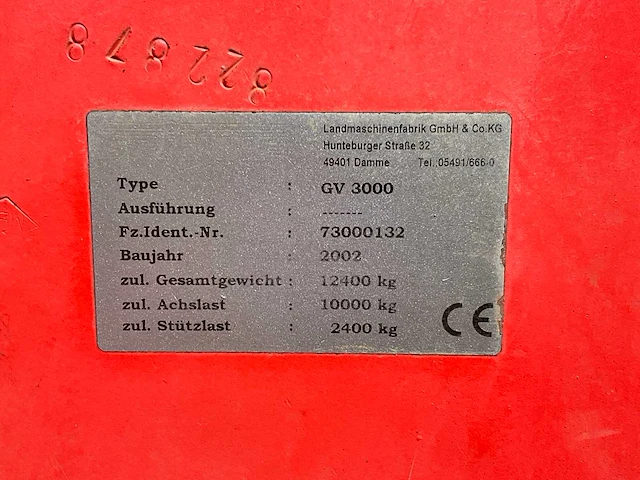 822878
Landmaschinenfabrik GmbH & Co.KG
Hunteburger Straße 32
49401 Damme Tel. 05491/666-0
Type : GV 3000
Ausführung : -------
Fz.Ident.-Nr. : 73000132
Baujahr : 2002
zul. Gesamtgewicht : 12400 kg
zul. Achslast : 10000 kg
zul. Stützlast : 2400 kg
CE